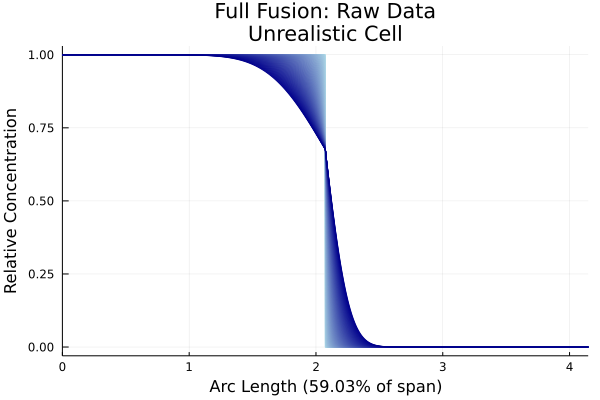 Full Fusion: Raw Data
Unrealistic Cell
1.00
0.75
0.50
0.25
0.00
Relative Concentration
0 1 2 3 4
Arc Length (59.03% of span)